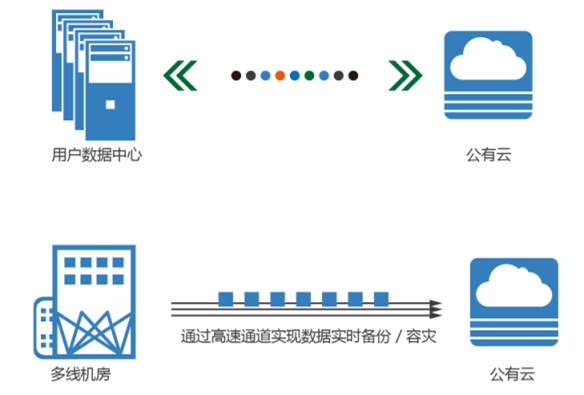 用户数据中心
公有云
通过高速通道实现数据实时备份 / 容灾
多线机房
公有云